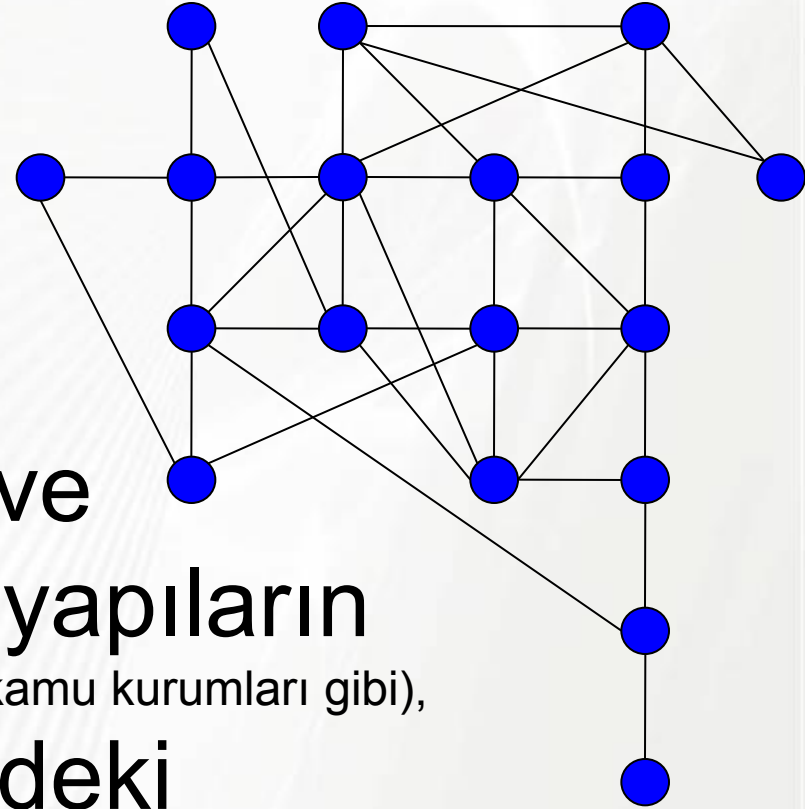 ve
yapıların
kamu kurumları gibi),
deki